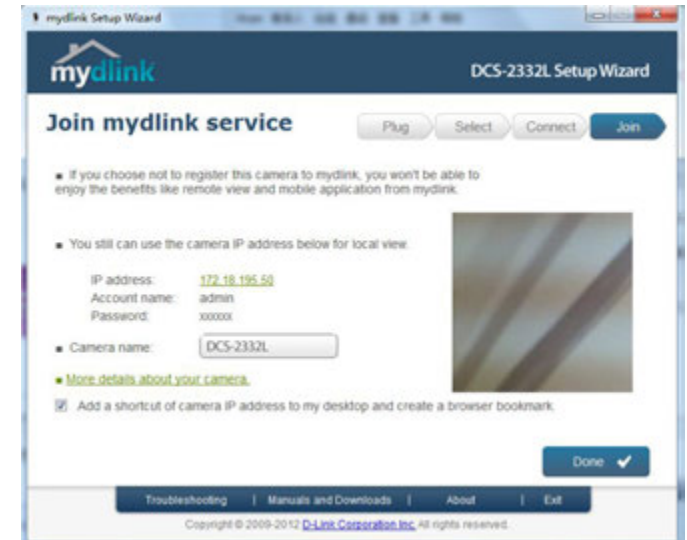 mydlink Setup Wizard
mydlink
DCS-2332L Setup Wizard
Join mydlink service
Plug
Select
Connect
Join
If you choose not to register this camera to mydlink, you won't be able to
enjoy the benefits like remote view and mobile application from mydlink.
You still can use the camera IP address below for local view.
IP address: 172.18.195.50
Account name: admin
Password: xxxxxx
Camera name: DCS-2332L
More details about your camera.
Add a shortcut of camera IP address to my desktop and create a browser bookmark.
Done
Troubleshooting | Manuals and Downloads | About | Exit
Copyright © 2009-2012 D-Link Corporation Inc. All rights reserved.